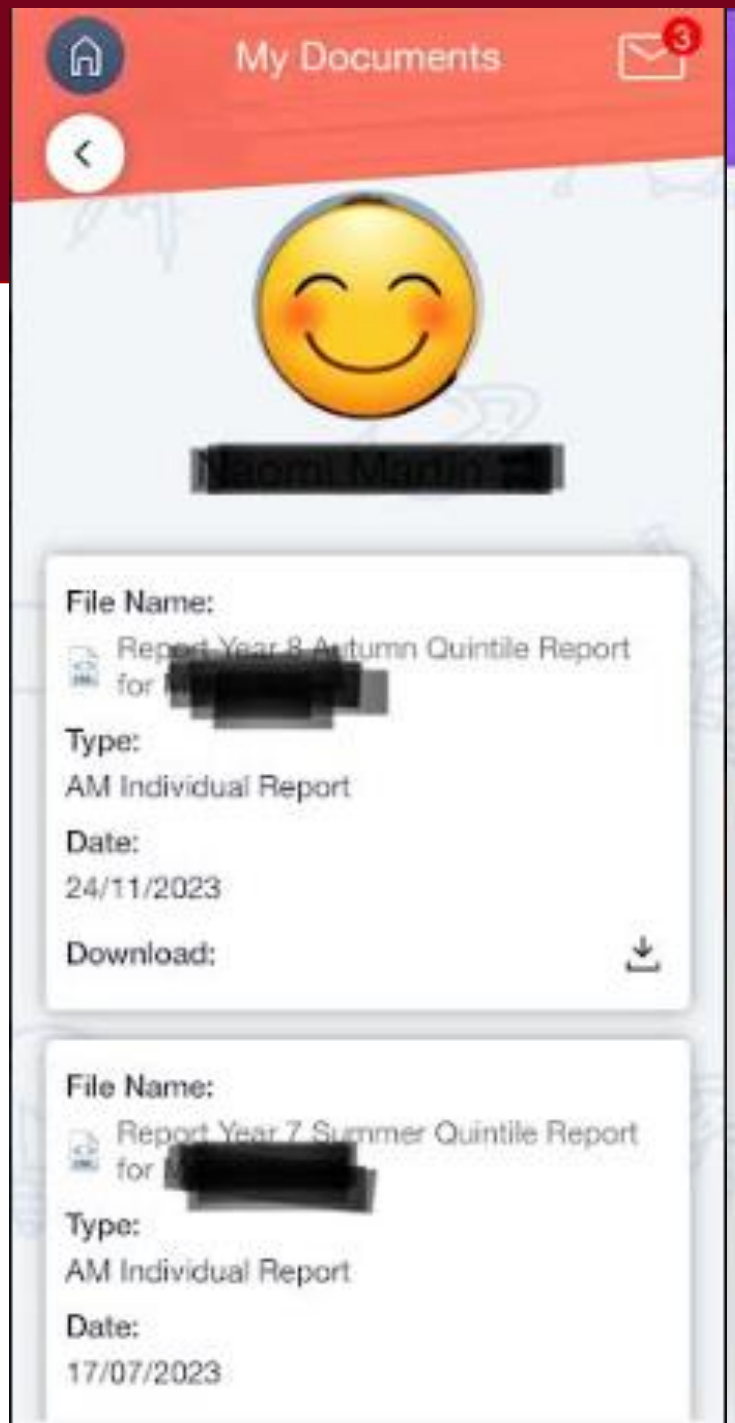 My Documents
3
File Name:
Report Year 8 Autumn Quintile Report
for
Type:
AM Individual Report
Date:
24/11/2023
Download:
File Name:
Report Year 7 Summer Quintile Report
for
Type:
AM Individual Report
Date:
17/07/2023